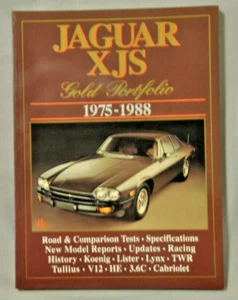 JAGUAR
XJS
Gold Portfolio
1975-1988
Road & Comparison Tests • Specifications
New Model Reports • Updates • Racing
History • Koenig • Lister • Lynx • TWR
Tullius • V12 • HE • 3.6C • Cabriolet